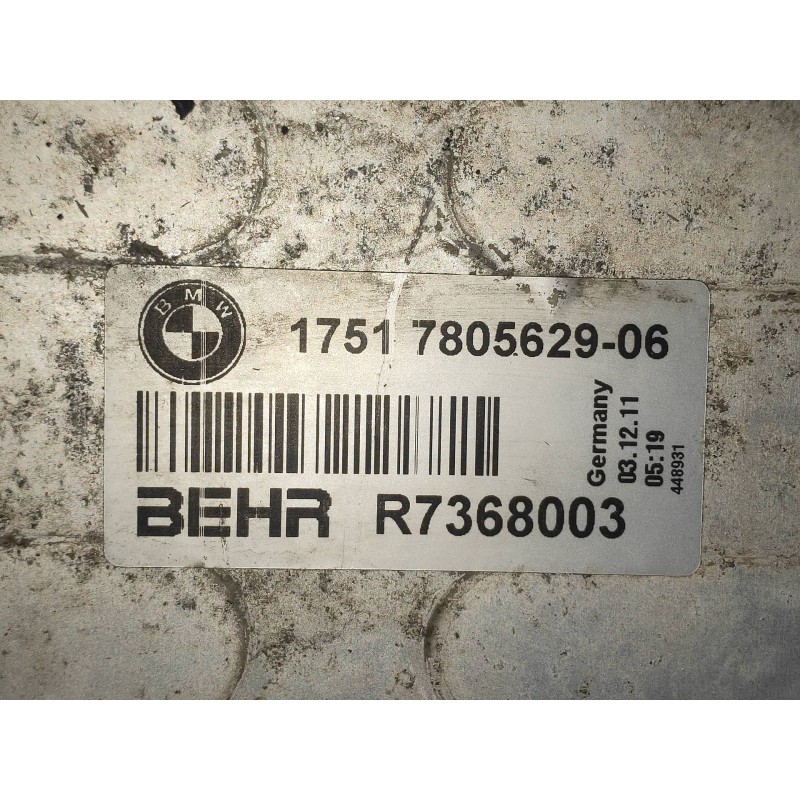 BMW
1751 7805629-06
Germany
03.12.11
05:19
448931
BEHR R7368003